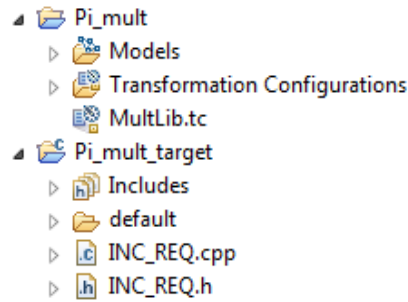 Pi_mult
Models
Transformation Configurations
MultLib.tc
Pi_mult_target
Includes
default
INC_REQ.cpp
INC_REQ.h